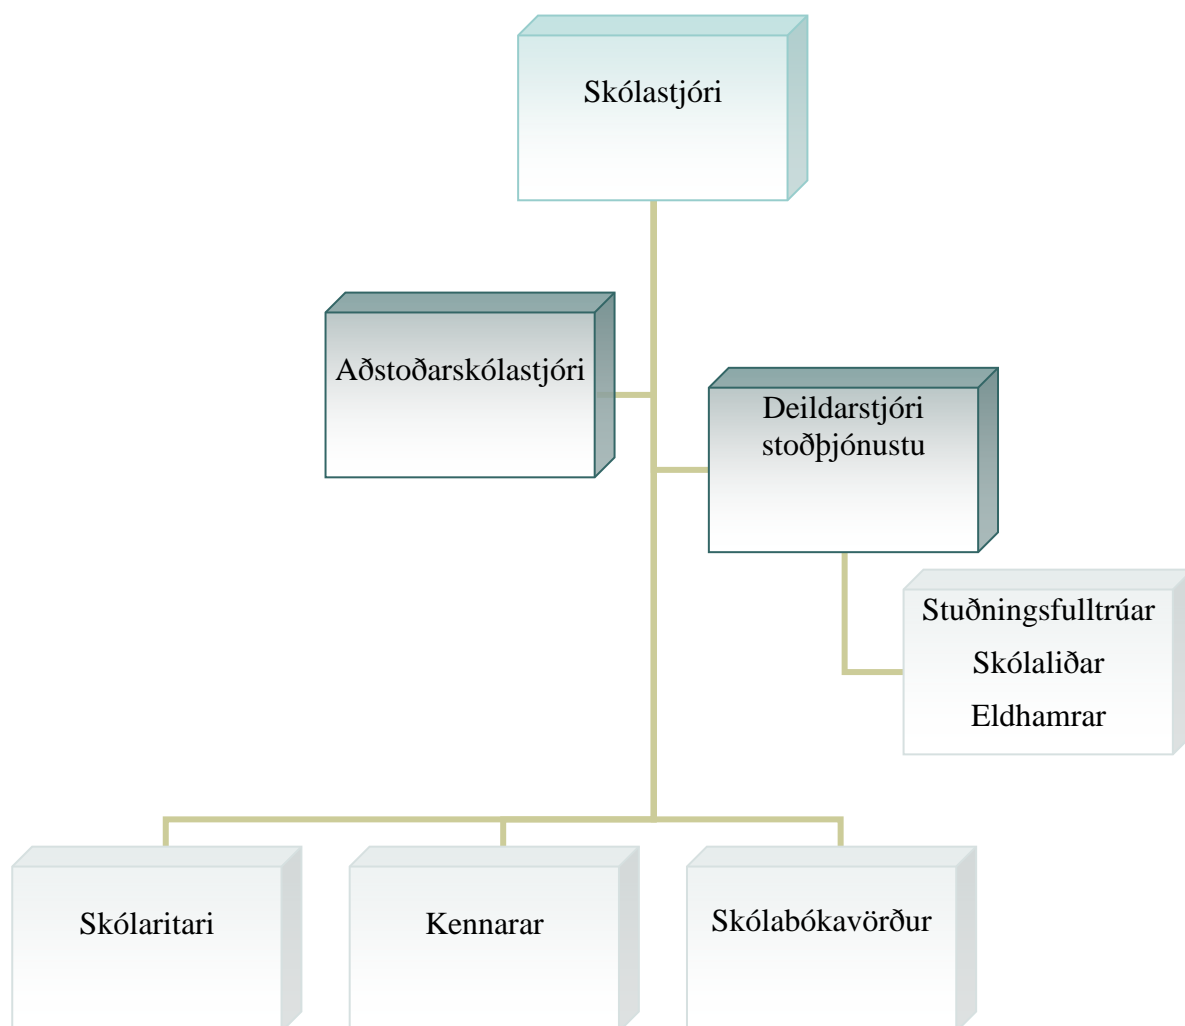 Skólastjóri
Aðstoðarskólastjóri
Deildarstjóri
stoðþjónustu
Stuðningsfulltrúar
Skólaliðar
Eldhamrar
Skólaritari
Kennarar
Skólabókavörður